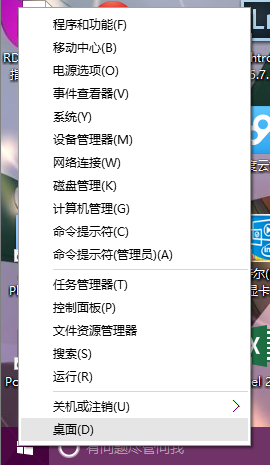 程序和功能(F)
移动中心(B)
电源选项(O)
事件查看器(V)
系统(Y)
设备管理器(M)
网络连接(W)
磁盘管理(K)
计算机管理(G)
命令提示符(C)
命令提示符(管理员)(A)
任务管理器(T)
控制面板(P)
文件资源管理器
搜索(S)
运行(R)
关机或注销(U)
桌面(D)
有问题尽管问我